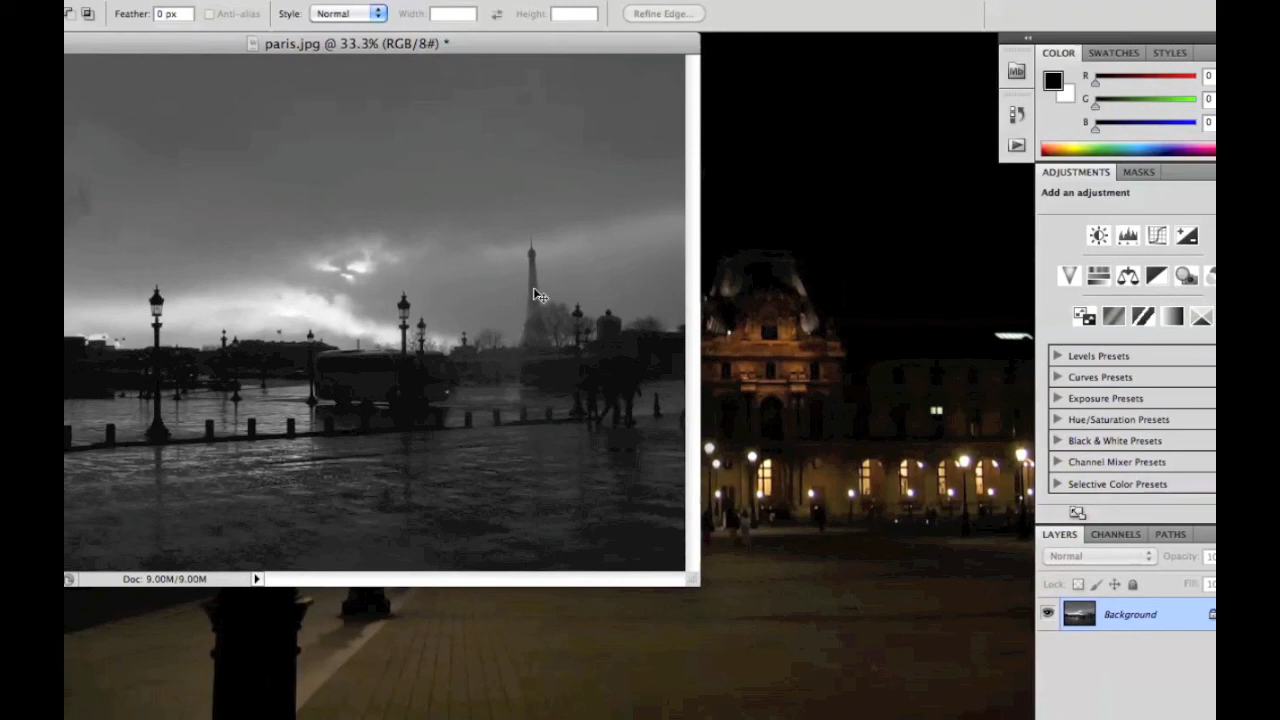 Feather: 0 px Anti-alias Style: Normal Width: Height: Refine Edge...
paris.jpg @ 33.3% (RGB/8#) *
COLOR SWATCHES STYLES
Mb
R 0
G 0
B 0
ADJUSTMENTS MASKS
Add an adjustment
Levels Presets
Curves Presets
Exposure Presets
Hue/Saturation Presets
Black & White Presets
Channel Mixer Presets
Selective Color Presets
LAYERS CHANNELS PATHS
Normal Opacity: 10
Lock: Fill: 10
Background
Doc: 9.00M/9.00M